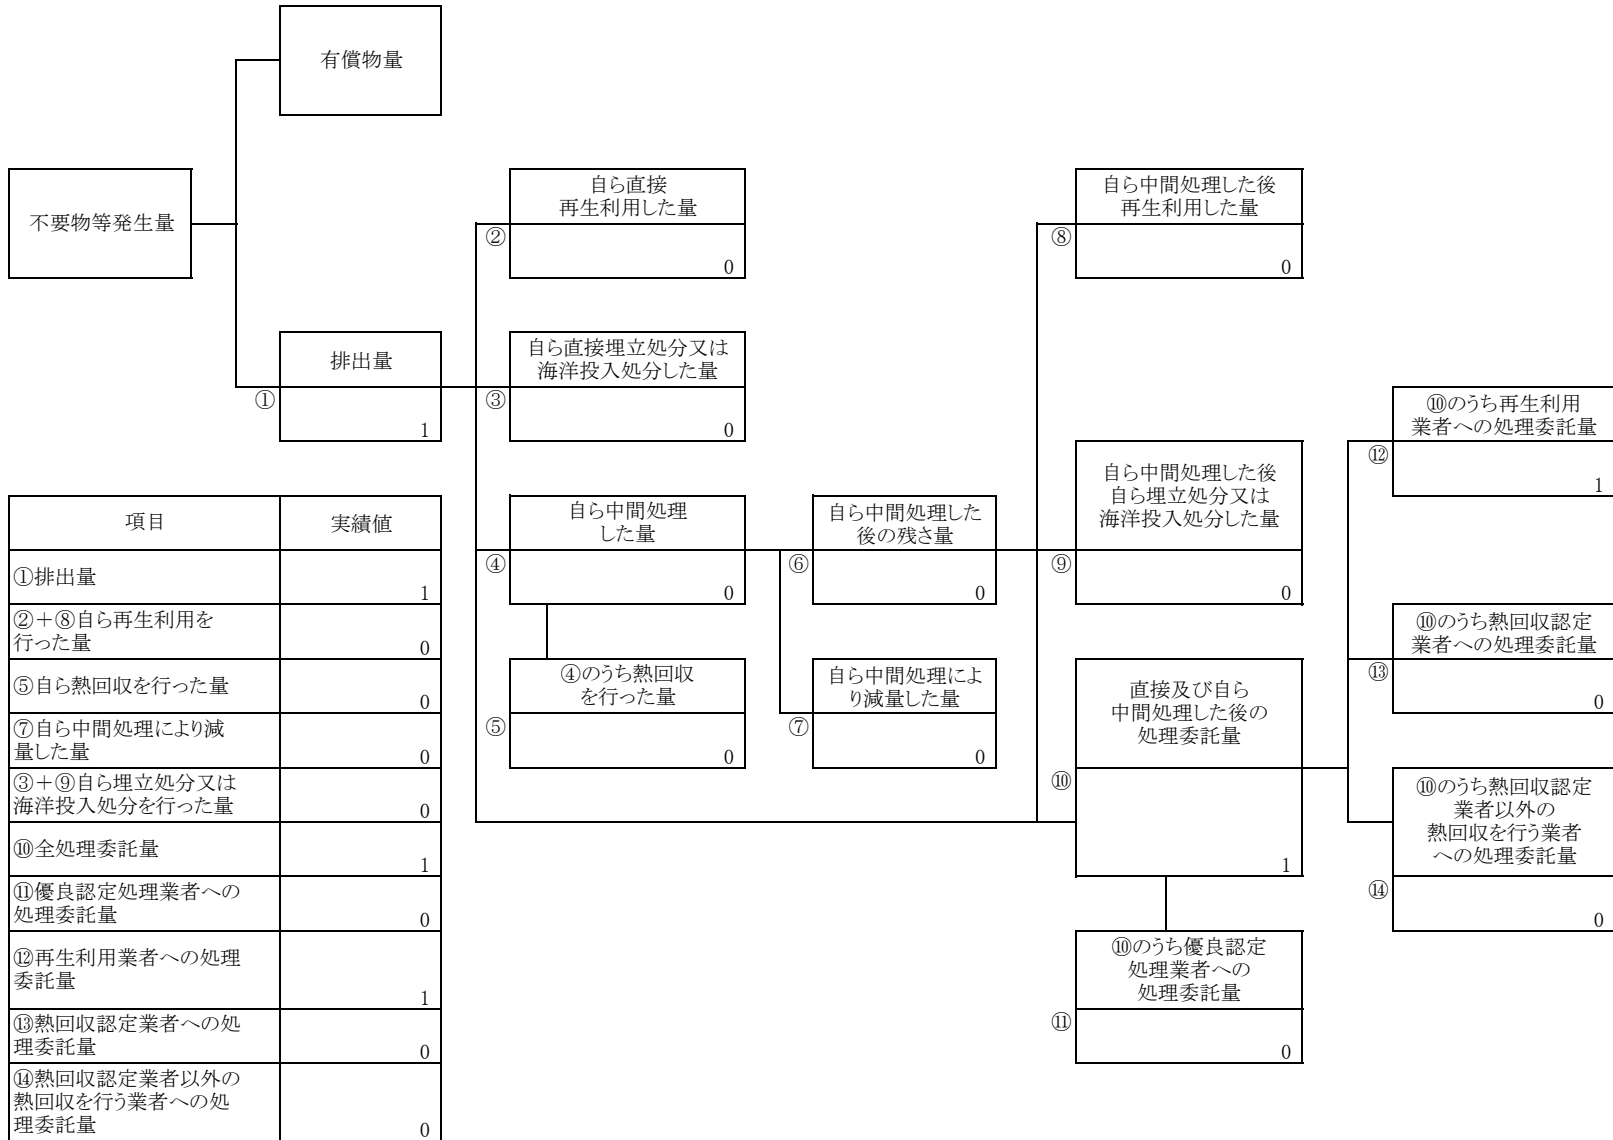 有償物量
不要物等発生量
自ら直接
再生利用した量
②
0
自ら中間処理した後
再生利用した量
⑧
0
排出量
①
1
自ら直接埋立処分又は
海洋投入処分した量
③
0
⑩のうち再生利用
業者への処理委託量
⑫
1
自ら中間処理
した量
④
0
自ら中間処理した
後の残さ量
⑥
0
自ら中間処理した後
自ら埋立処分又は
海洋投入処分した量
⑨
0
⑩のうち熱回収認定
業者への処理委託量
⑬
0
④のうち熱回収
を行った量
⑤
0
自ら中間処理によ
り減量した量
⑦
0
直接及び自ら
中間処理した後の
処理委託量
⑩
1
⑩のうち熱回収認定
業者以外の
熱回収を行う業者
への処理委託量
⑭
0
⑩のうち優良認定
処理業者への
処理委託量
⑪
0
項目 実績値
①排出量
1
②+⑧自ら再生利用を
行った量
0
⑤自ら熱回収を行った量
0
⑦自ら中間処理により減
量した量
0
③+⑨自ら埋立処分又は
海洋投入処分を行った量
0
⑩全処理委託量
1
⑪優良認定処理業者への
処理委託量
0
⑫再生利用業者への処理
委託量
1
⑬熱回収認定業者への処
理委託量
0
⑭熱回収認定業者以外の
熱回収を行う業者への処
理委託量
0